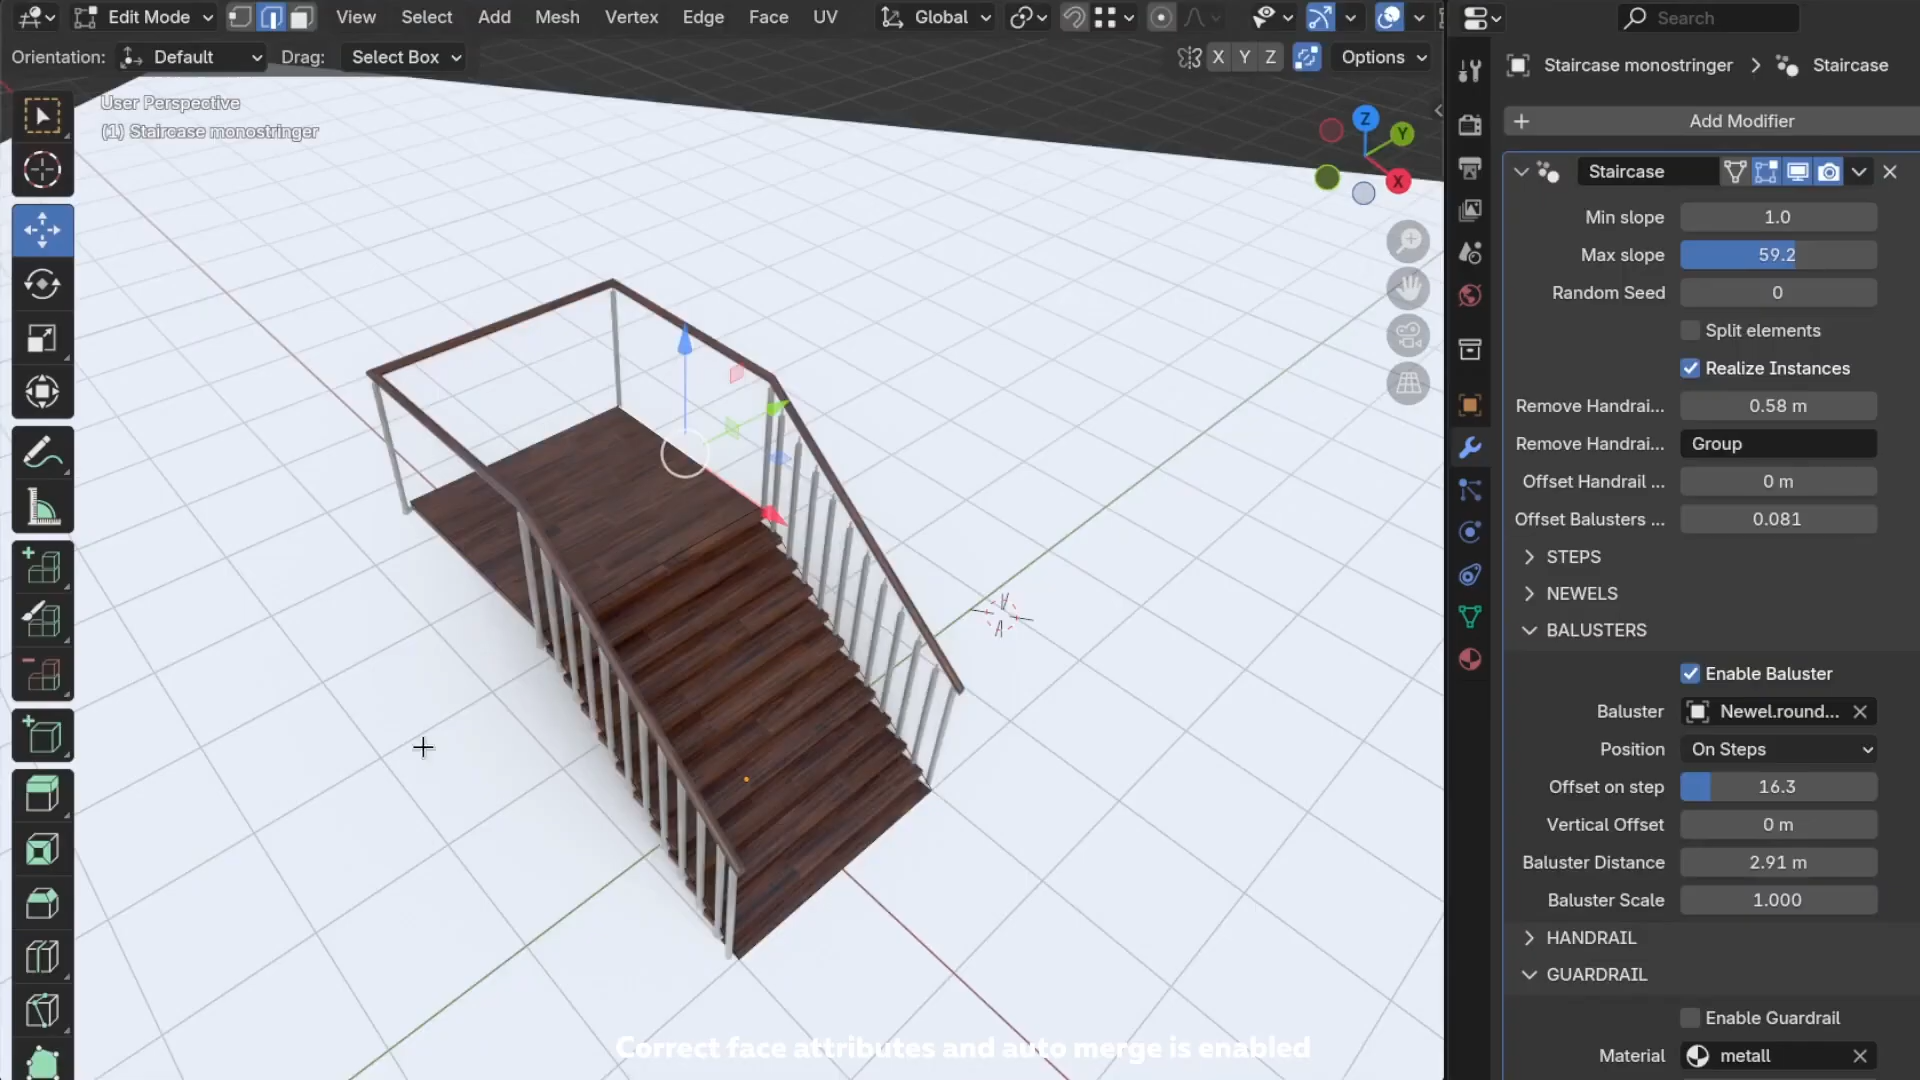 Edit Mode View Select Add Mesh Vertex Edge Face UV Global Search
Orientation: Default Drag: Select Box X Y Z Options
User Perspective
(1) Staircase monostringer
Z
Y
X
Staircase monostringer Staircase
Add Modifier
Staircase
Min slope 1.0
Max slope 59.2
Random Seed 0
Split elements
Realize Instances
Remove Handrai... 0.58 m
Remove Handrai... Group
Offset Handrail ... 0 m
Offset Balusters ... 0.081
STEPS
NEWELS
BALUSTERS
Enable Baluster
Baluster Newel.round...
Position On Steps
Offset on step 16.3
Vertical Offset 0 m
Baluster Distance 2.91 m
Baluster Scale 1.000
HANDRAIL
GUARDRAIL
Enable Guardrail
Material metall
Correct face attributes and auto merge is enabled